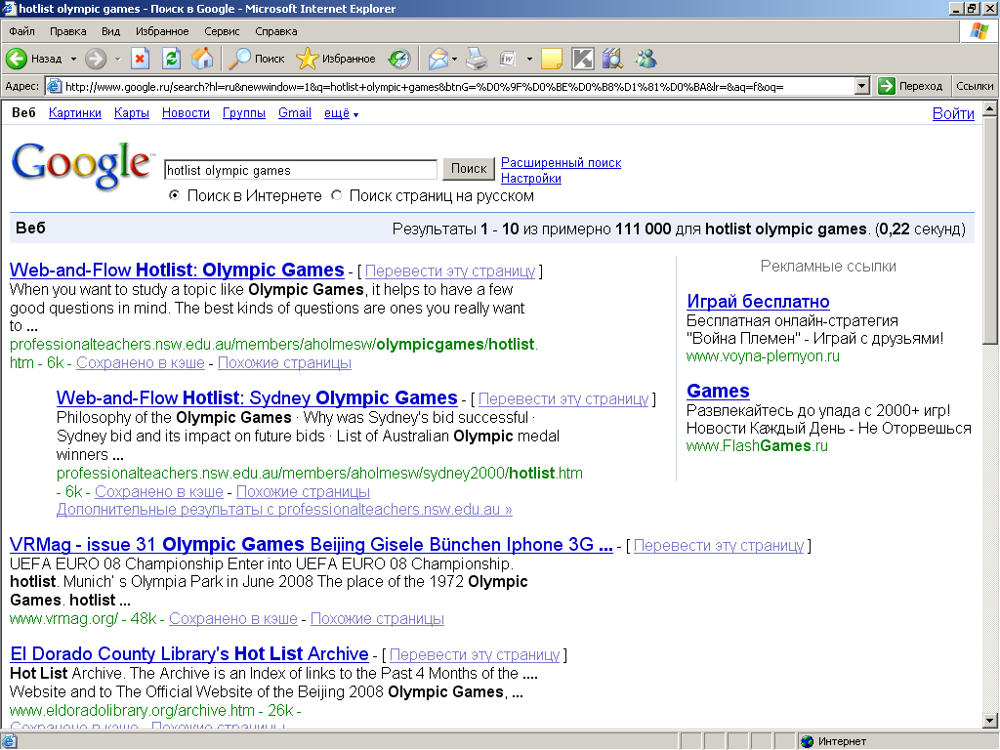 hotlist olympic games - Поиск в Google - Microsoft Internet Explorer
Файл Правка Вид Избранное Сервис Справка
Назад Поиск Избранное
Адрес: http://www.google.ru/search?hl=ru&newwindow=1&q=hotlist+olympic+games&btnG=%D0%9F%D0%BE%D0%B8%D1%81%D0%BA&lr=&aq=f&oq= Переход Ссылки
Веб Картинки Карты Новости Группы Gmail ещё Войти
Google™ hotlist olympic games Поиск Расширенный поиск
Настройки
Поиск в Интернете Поиск страниц на русском
Веб Результаты 1 - 10 из примерно 111 000 для hotlist olympic games. (0,22 секунд)
Web-and-Flow Hotlist: Olympic Games - [ Перевести эту страницу ]
When you want to study a topic like Olympic Games, it helps to have a few
good questions in mind. The best kinds of questions are ones you really want
to ...
professionalteachers.nsw.edu.au/members/aholmesw/olympicgames/hotlist.
htm - 6k - Сохранено в кэше - Похожие страницы
Web-and-Flow Hotlist: Sydney Olympic Games - [ Перевести эту страницу ]
Philosophy of the Olympic Games · Why was Sydney's bid successful ·
Sydney bid and its impact on future bids · List of Australian Olympic medal
winners ...
professionalteachers.nsw.edu.au/members/aholmesw/sydney2000/hotlist.htm
- 6k - Сохранено в кэше - Похожие страницы
Дополнительные результаты с professionalteachers.nsw.edu.au »
VRMag - issue 31 Olympic Games Beijing Gisele Bünchen Iphone 3G ... - [ Перевести эту страницу ]
UEFA EURO 08 Championship Enter into UEFA EURO 08 Championship.
hotlist. Munich' s Olympia Park in June 2008 The place of the 1972 Olympic
Games. hotlist ...
www.vrmag.org/ - 48k - Сохранено в кэше - Похожие страницы
El Dorado County Library's Hot List Archive - [ Перевести эту страницу ]
Hot List Archive. The Archive is an Index of links to the Past 4 Months of the ....
Website and to The Official Website of the Beijing 2008 Olympic Games, ...
www.eldoradolibrary.org/archive.htm - 26k -
Сохранено в кэше - Похожие страницы
Рекламные ссылки
Играй бесплатно
Бесплатная онлайн-стратегия
"Война Племен" - Играй с друзьями!
www.voyna-plemyon.ru
Games
Развлекайтесь до упада с 2000+ игр!
Новости Каждый День - Не Оторвешься
www.FlashGames.ru
Интернет